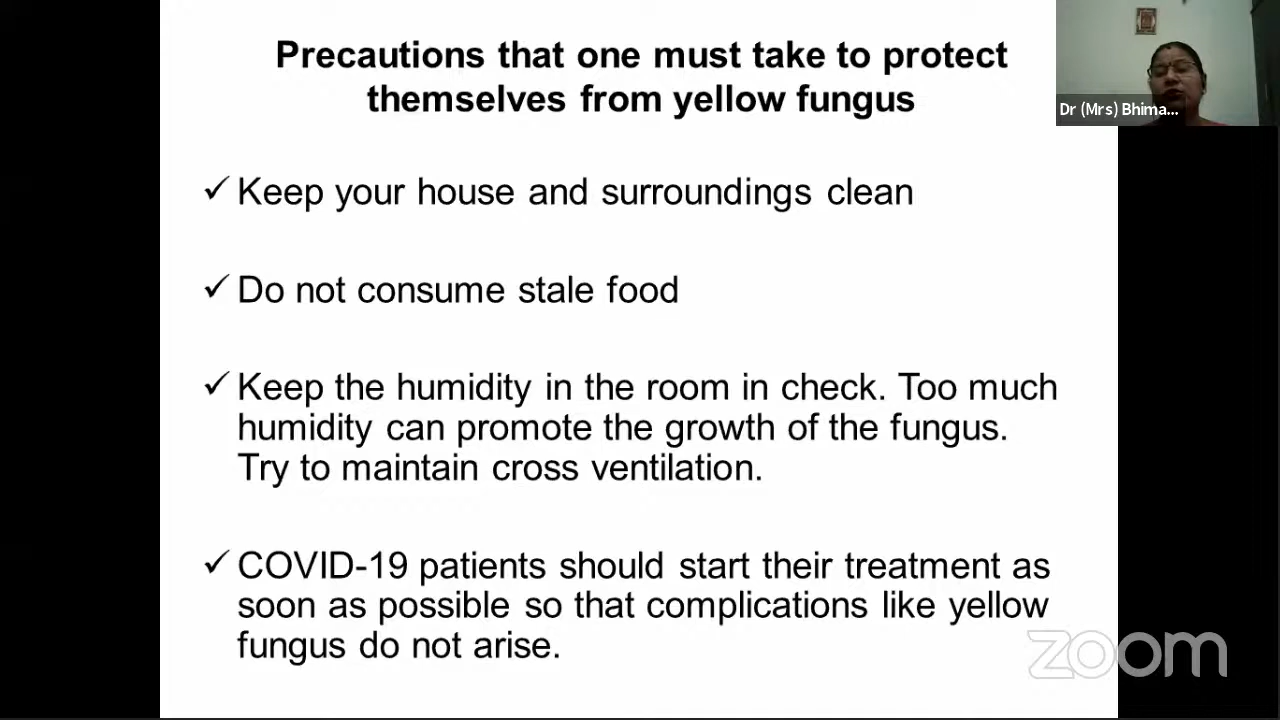 Precautions that one must take to protect
themselves from yellow fungus
✓ Keep your house and surroundings clean
✓ Do not consume stale food
✓ Keep the humidity in the room in check. Too much
humidity can promote the growth of the fungus.
Try to maintain cross ventilation.
✓ COVID-19 patients should start their treatment as
soon as possible so that complications like yellow
fungus do not arise.
Dr (Mrs) Bhima...
zoom